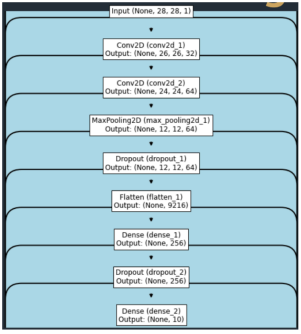 Input (None, 28, 28, 1)
Conv2D (conv2d_1)
Output: (None, 26, 26, 32)
Conv2D (conv2d_2)
Output: (None, 24, 24, 64)
MaxPooling2D (max_pooling2d_1)
Output: (None, 12, 12, 64)
Dropout (dropout_1)
Output: (None, 12, 12, 64)
Flatten (flatten_1)
Output: (None, 9216)
Dense (dense_1)
Output: (None, 256)
Dropout (dropout_2)
Output: (None, 256)
Dense (dense_2)
Output: (None, 10)